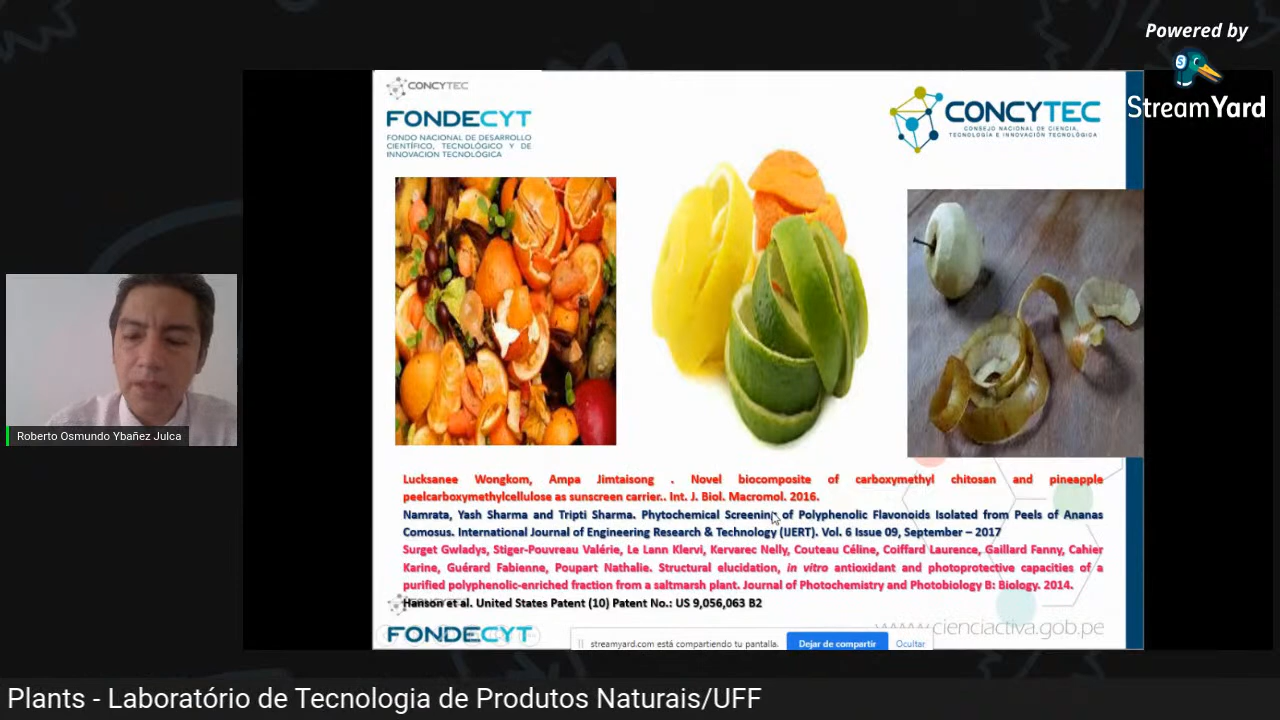 Powered by
StreamYard
CONCYTEC
FONDECYT
FONDO NACIONAL DE DESARROLLO
CIENTÍFICO, TECNOLÓGICO Y DE
INNOVACION TECNOLÓGICA
CONCYTEC
CONSEJO NACIONAL DE CIENCIA,
TECNOLOGÍA E INNOVACIÓN TECNOLÓGICA
Roberto Osmundo Ybañez Julca
Lucksanee Wongkom, Ampa Jimtaisong . Novel biocomposite of carboxymethyl chitosan and pineapple
peelcarboxymethylcellulose as sunscreen carrier.. Int. J. Biol. Macromol. 2016.
Namrata, Yash Sharma and Tripti Sharma. Phytochemical Screening of Polyphenolic Flavonoids Isolated from Peels of Ananas
Comosus. International Journal of Engineering Research & Technology (IJERT). Vol. 6 Issue 09, September – 2017
Surget Gwladys, Stiger-Pouvreau Valérie, Le Lann Klervi, Kervarec Nelly, Couteau Céline, Coiffard Laurence, Gaillard Fanny, Cahier
Karine, Guérard Fabienne, Poupart Nathalie. Structural elucidation, in vitro antioxidant and photoprotective capacities of a
purified polyphenolic-enriched fraction from a saltmarsh plant. Journal of Photochemistry and Photobiology B: Biology. 2014.
Hanson et al. United States Patent (10) Patent No.: US 9,056,063 B2
FONDECYT
www.cienciactiva.gob.pe
streamyard.com está compartiendo tu pantalla.
Dejar de compartir
Ocultar
Plants - Laboratório de Tecnologia de Produtos Naturais/UFF